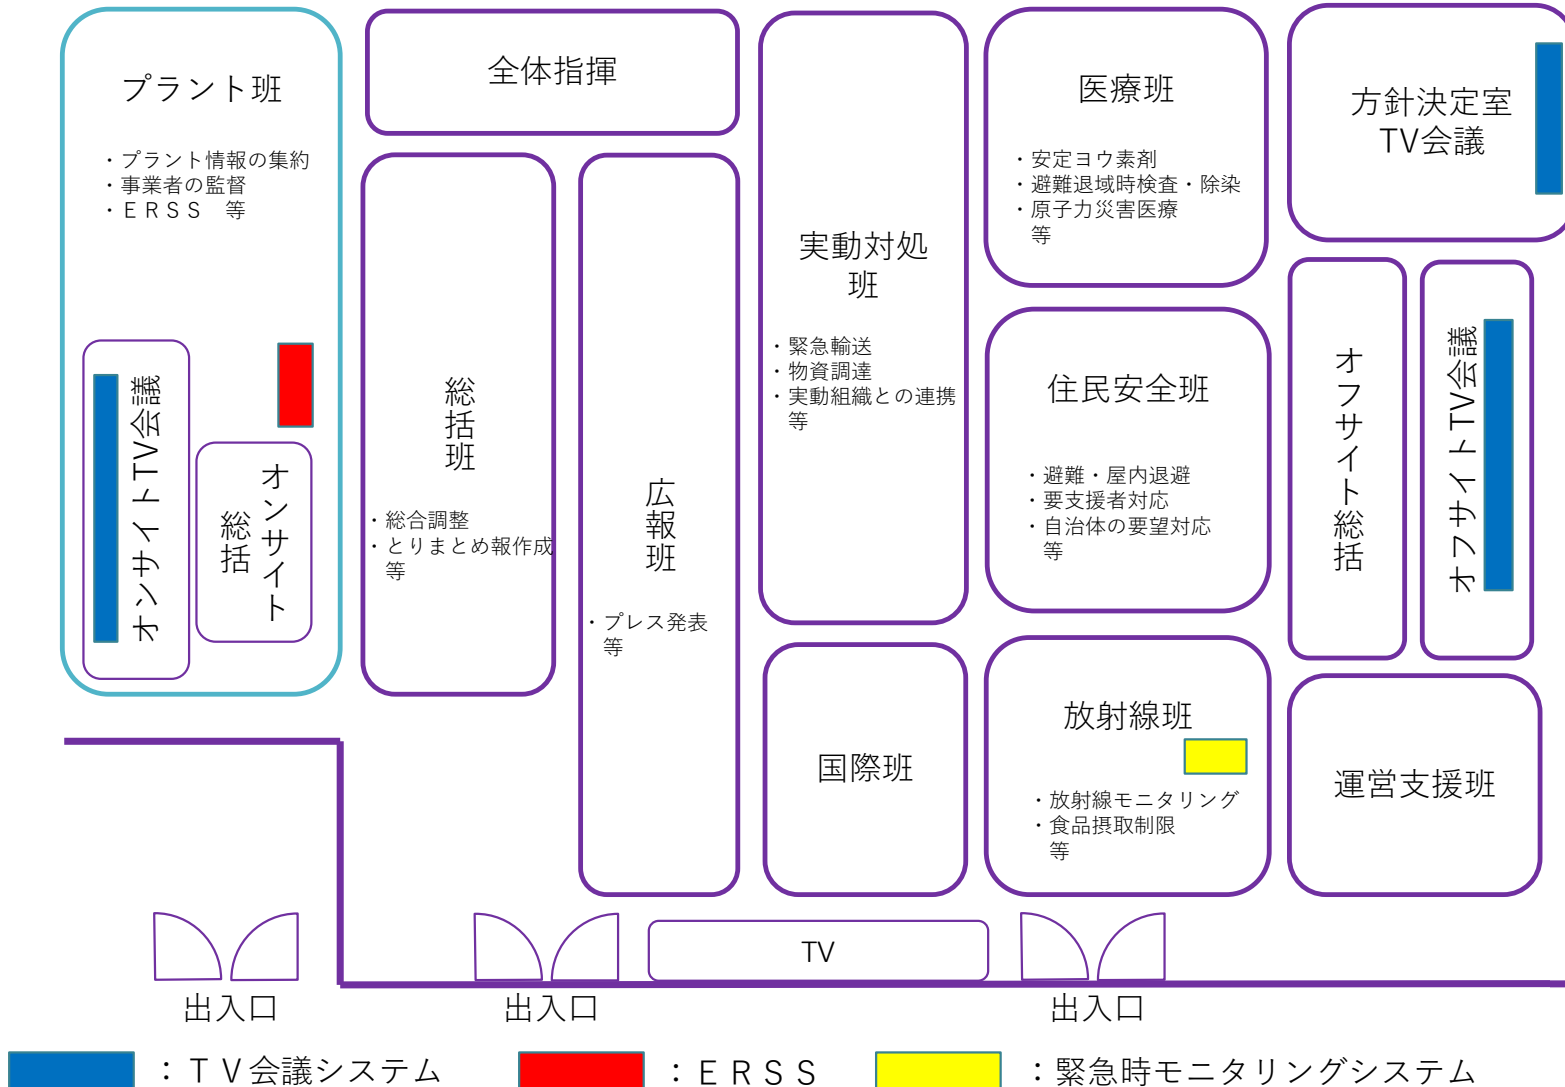 プラント班
・プラント情報の集約
・事業者の監督
・ＥＲＳＳ　等
オンサイトTV会議
オンサイト
総括
全体指揮
総括班
・総合調整
・とりまとめ報作成
等
広報班
・プレス発表
等
実動対処
班
・緊急輸送
・物資調達
・実動組織との連携
等
国際班
医療班
・安定ヨウ素剤
・避難退域時検査・除染
・原子力災害医療
等
住民安全班
・避難・屋内退避
・要支援者対応
・自治体の要望対応
等
放射線班
・放射線モニタリング
・食品摂取制限
等
方針決定室
TV会議
オフサイト総括
オフサイトTV会議
運営支援班
TV
出入口
出入口
出入口
：ＴＶ会議システム
：ＥＲＳＳ
：緊急時モニタリングシステム